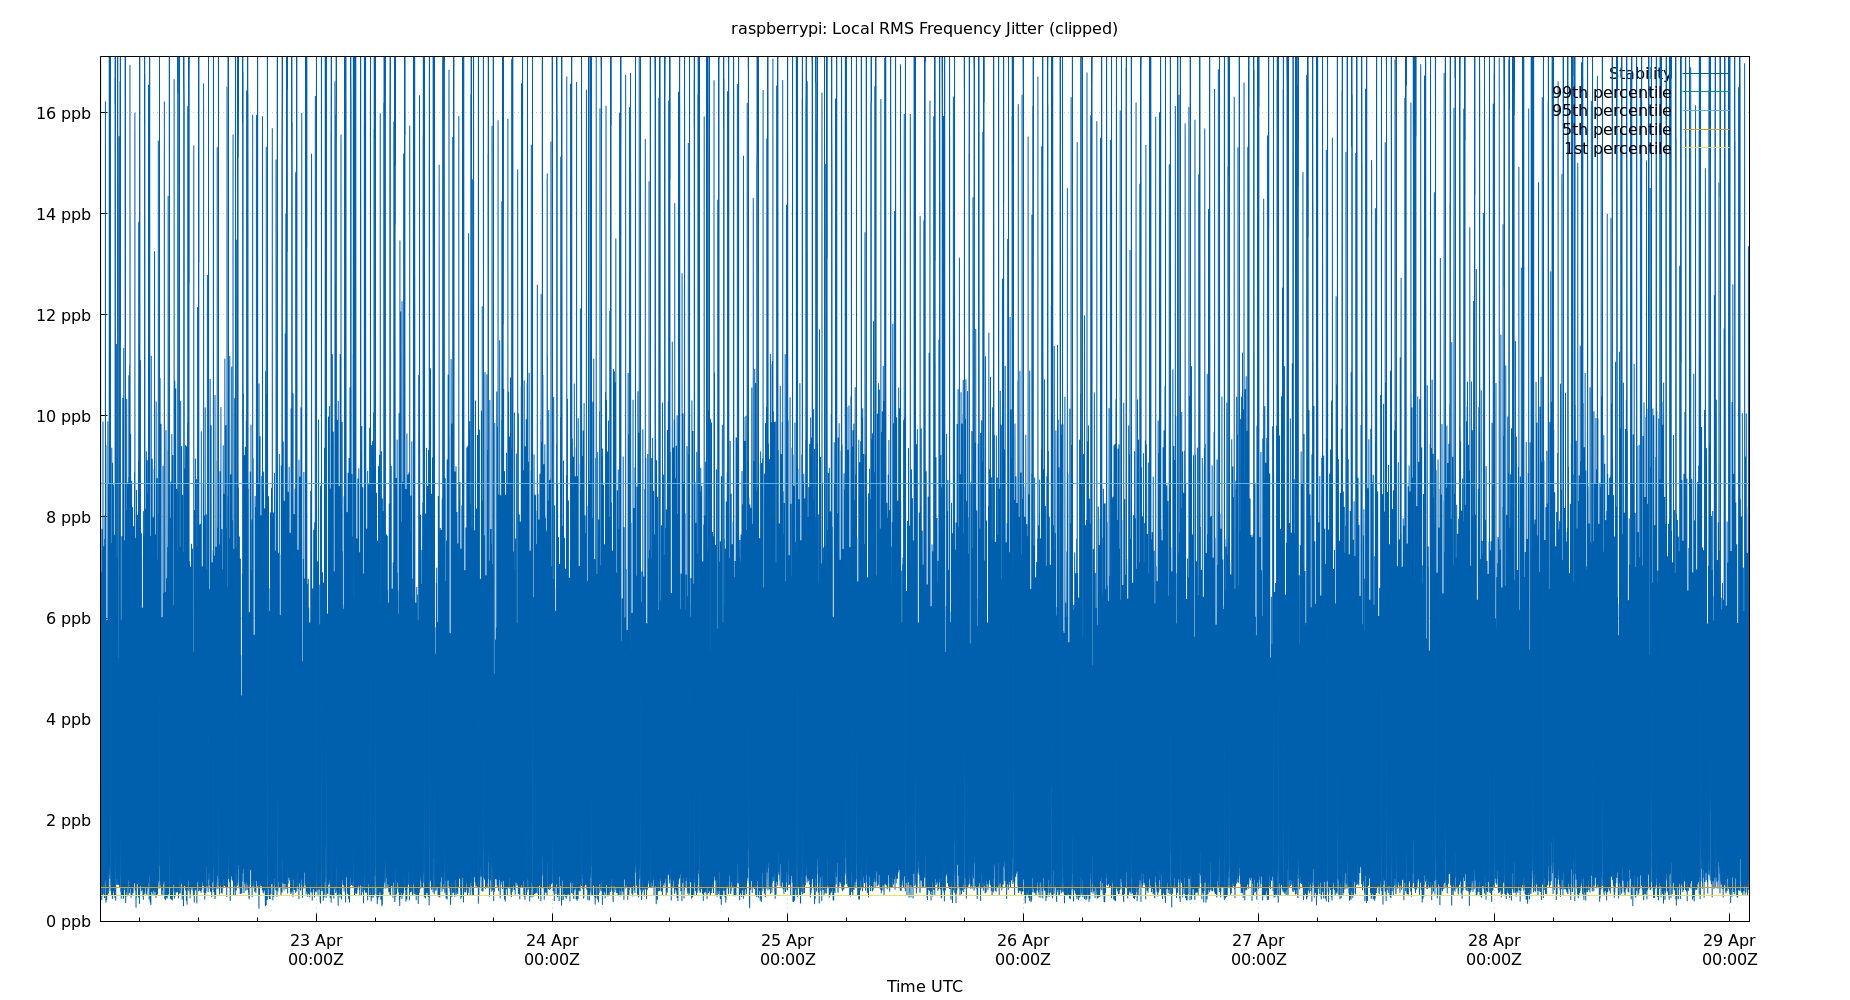 raspberrypi: Local RMS Frequency Jitter (clipped)
Stability
99th percentile
95th percentile
5th percentile
1st percentile
16 ppb
14 ppb
12 ppb
10 ppb
8 ppb
6 ppb
4 ppb
2 ppb
0 ppb
23 Apr 24 Apr 25 Apr 26 Apr 27 Apr 28 Apr 29 Apr
00:00Z 00:00Z 00:00Z 00:00Z 00:00Z 00:00Z 00:00Z
Time UTC